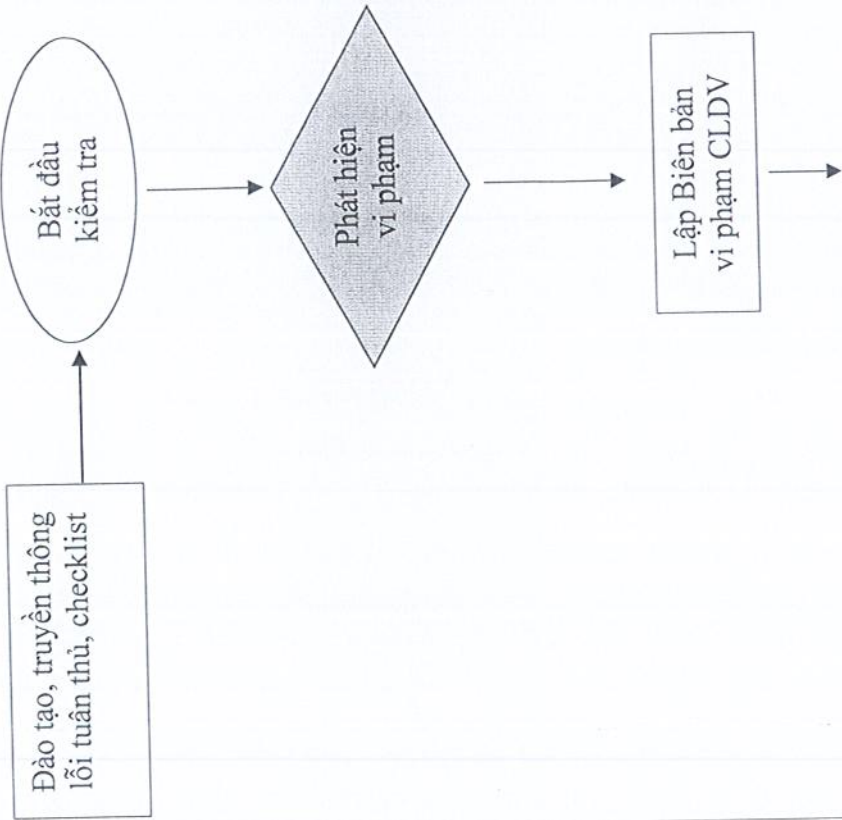 Đào tạo, truyền thông
lỗi tuân thủ, checklist
Bắt đầu
kiểm tra
Phát hiện
vi phạm
Lập Biên bản
vi phạm CLDV